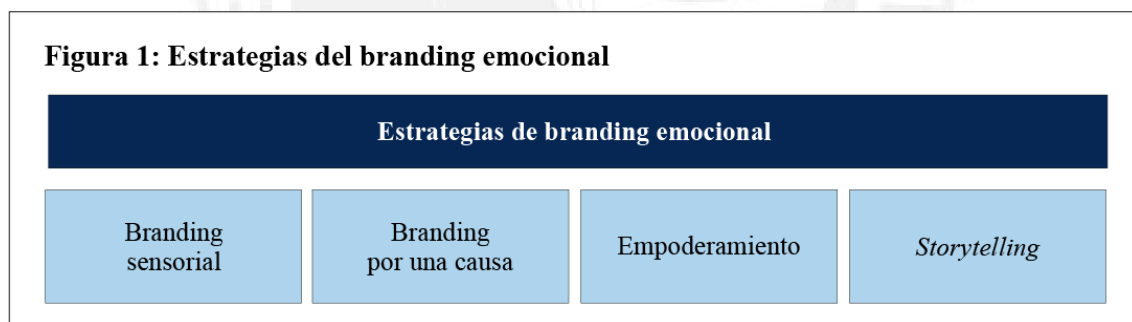 Figura 1: Estrategias del branding emocional
Estrategias de branding emocional
Branding
sensorial
Branding
por una causa
Empoderamiento
Storytelling